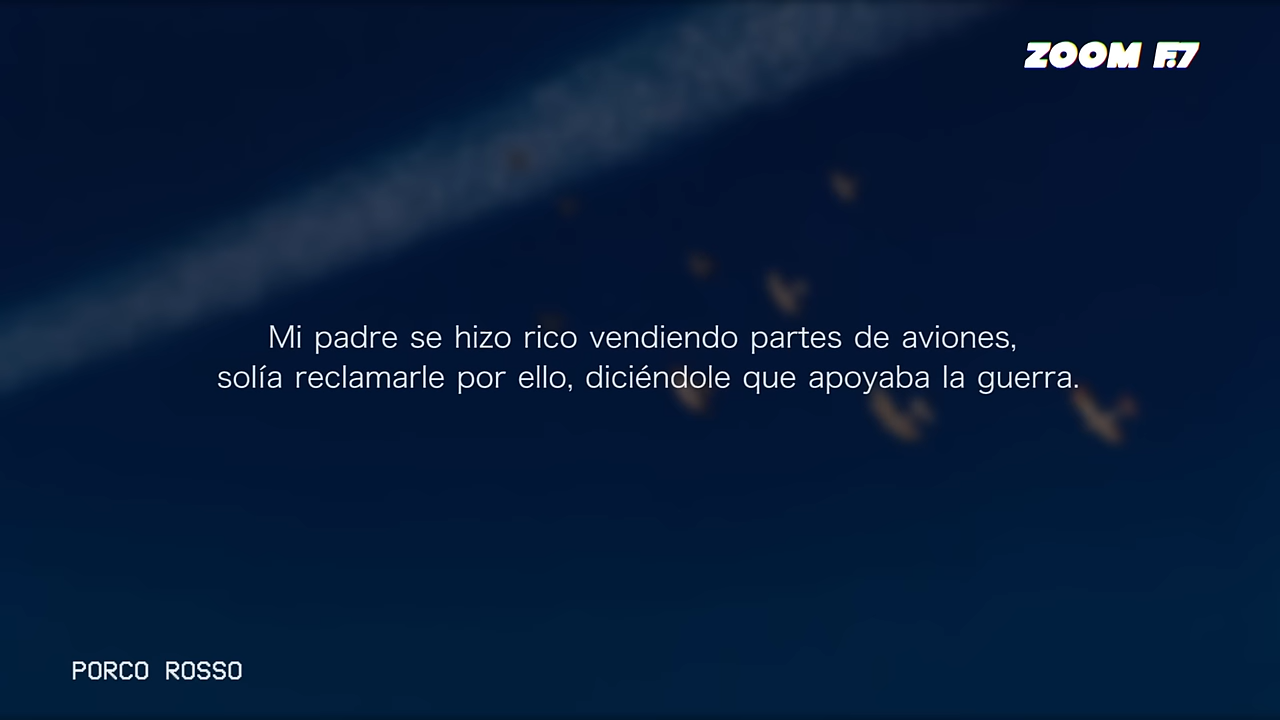 ZOOM F.7
Mi padre se hizo rico vendiendo partes de aviones,
solía reclamarle por ello, diciéndole que apoyaba la guerra.
PORCO ROSSO